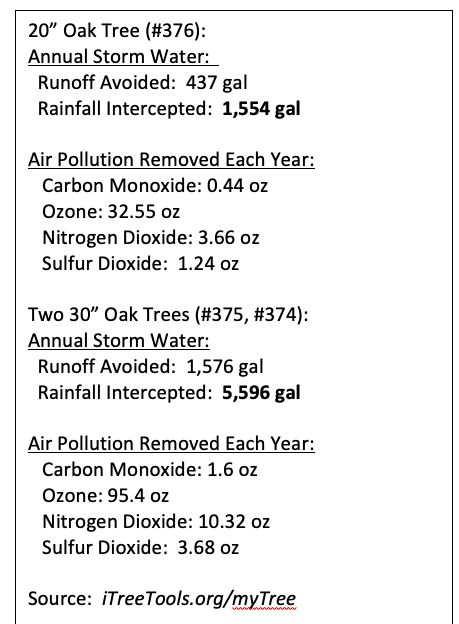 20” Oak Tree (#376):
Annual Storm Water:
Runoff Avoided: 437 gal
Rainfall Intercepted: 1,554 gal
Air Pollution Removed Each Year:
Carbon Monoxide: 0.44 oz
Ozone: 32.55 oz
Nitrogen Dioxide: 3.66 oz
Sulfur Dioxide: 1.24 oz
Two 30” Oak Trees (#375, #374):
Annual Storm Water:
Runoff Avoided: 1,576 gal
Rainfall Intercepted: 5,596 gal
Air Pollution Removed Each Year:
Carbon Monoxide: 1.6 oz
Ozone: 95.4 oz
Nitrogen Dioxide: 10.32 oz
Sulfur Dioxide: 3.68 oz
Source: iTreeTools.org/myTree